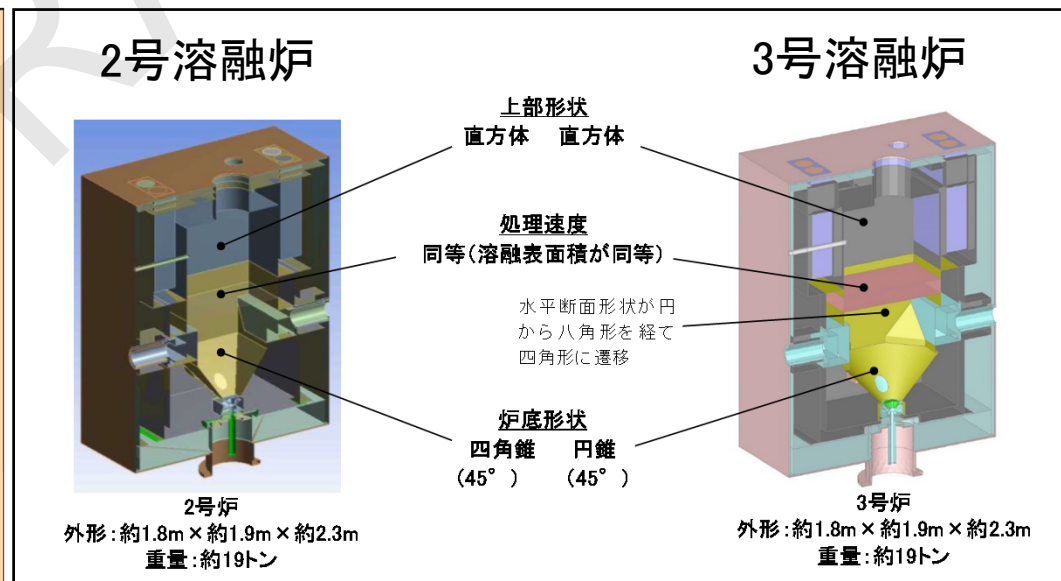 2号溶融炉
3号溶融炉
上部形状
直方体 直方体
処理速度
同等(溶融表面積が同等)
水平断面形状が円
から八角形を経て
四角形に遷移
炉底形状
四角錐 円錐
(45°) (45°)
2号炉
外形:約1.8m×約1.9m×約2.3m
重量:約19トン
3号炉
外形:約1.8m×約1.9m×約2.3m
重量:約19トン